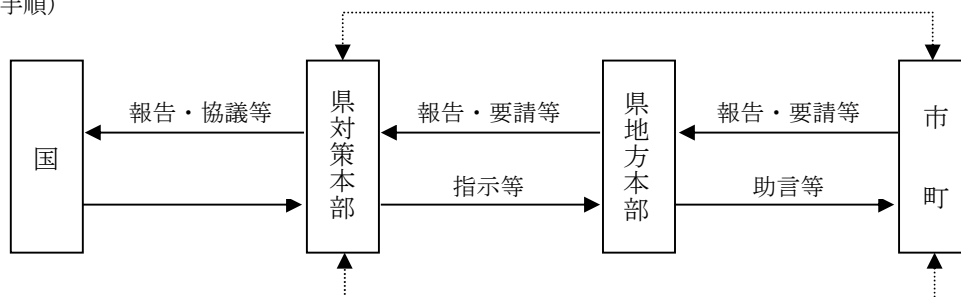 手順）
国
報告・協議等
県対策本部
報告・要請等
指示等
県地方本部
報告・要請等
助言等
市町